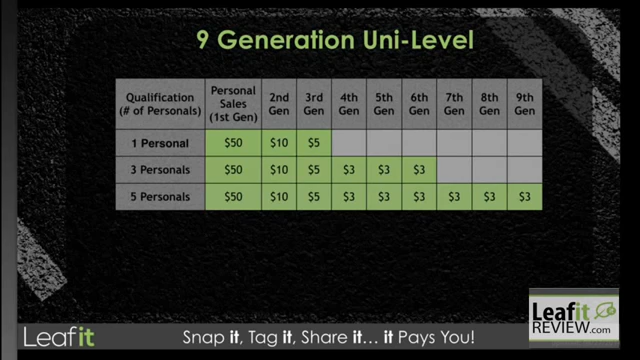 9 Generation Uni-Level
Qualification (# of Personals) Personal Sales (1st Gen) 2nd Gen 3rd Gen 4th Gen 5th Gen 6th Gen 7th Gen 8th Gen 9th Gen
1 Personal $50 $10 $5
3 Personals $50 $10 $5 $3 $3 $3
5 Personals $50 $10 $5 $3 $3 $3 $3 $3 $3
Leafit
REVIEW.com
Leafit Snap it, Tag it, Share it... it Pays You!